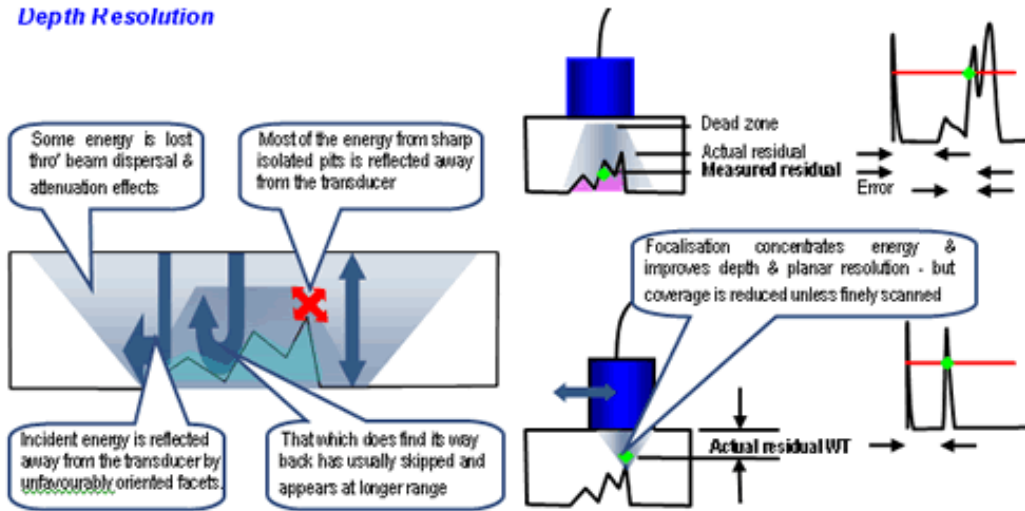 Depth Resolution
Some energy is lost
thro' beam dispersal &
attenuation effects
Most of the energy from sharp
isolated pits is reflected away
from the transducer
Incident energy is reflected
away from the transducer by
unfavourably oriented facets.
That which does find its way
back has usually skipped and
appears at longer range
Dead zone
Actual residual
Measured residual
Error
Focalisation concentrates energy &
improves depth & planar resolution - but
coverage is reduced unless finely scanned
Actual residual WT